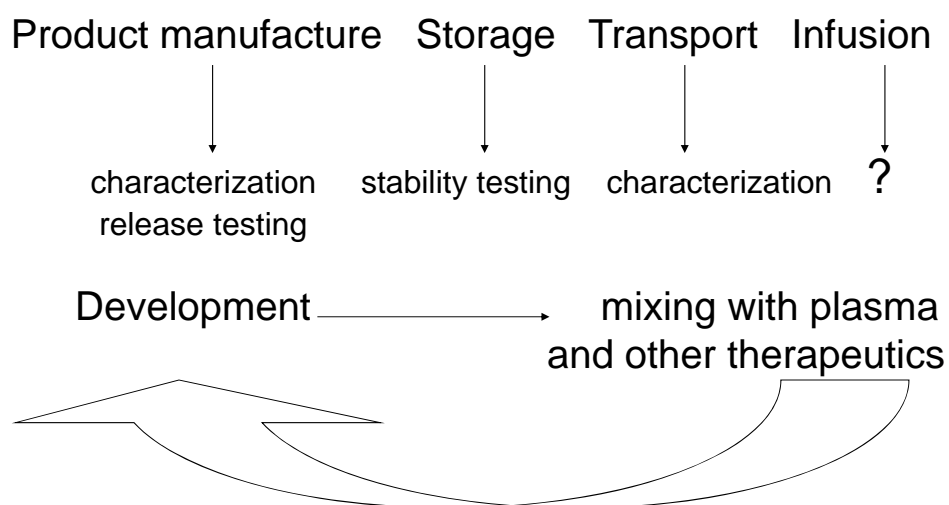 Product manufacture Storage Transport Infusion
characterization stability testing characterization ?
release testing
Development mixing with plasma
and other therapeutics